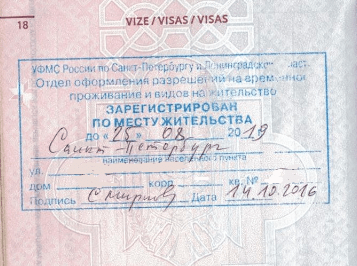 18 VIZE / VISAS / VISAS
УФМС России по Санкт-Петербургу и Ленинградской
Отдел оформления разрешений на временное
проживание и видов на жительство
ЗАРЕГИСТРИРОВАН
ПО МЕСТУ ЖИТЕЛЬСТВА
до «25» 08 2019
Санкт-Петербург
наименование населенного пункта
ул.
дом корп. кв. №
Подпись Смирнов Дата 14.10.2016